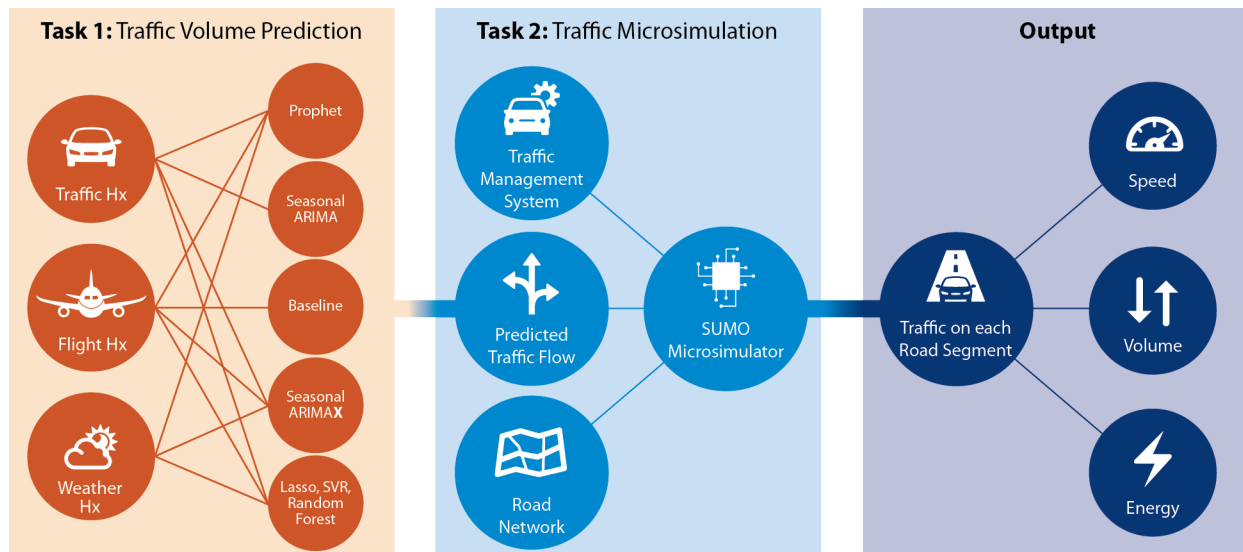 Task 1: Traffic Volume Prediction
Traffic Hx
Flight Hx
Weather
Hx
Prophet
Seasonal
ARIMA
Baseline
Seasonal
ARIMAX
Lasso, SVR,
Random
Forest
Task 2: Traffic Microsimulation
Traffic
Management
System
Predicted
Traffic Flow
Road
Network
SUMO
Microsimulator
Output
Traffic on each
Road Segment
Speed
Volume
Energy